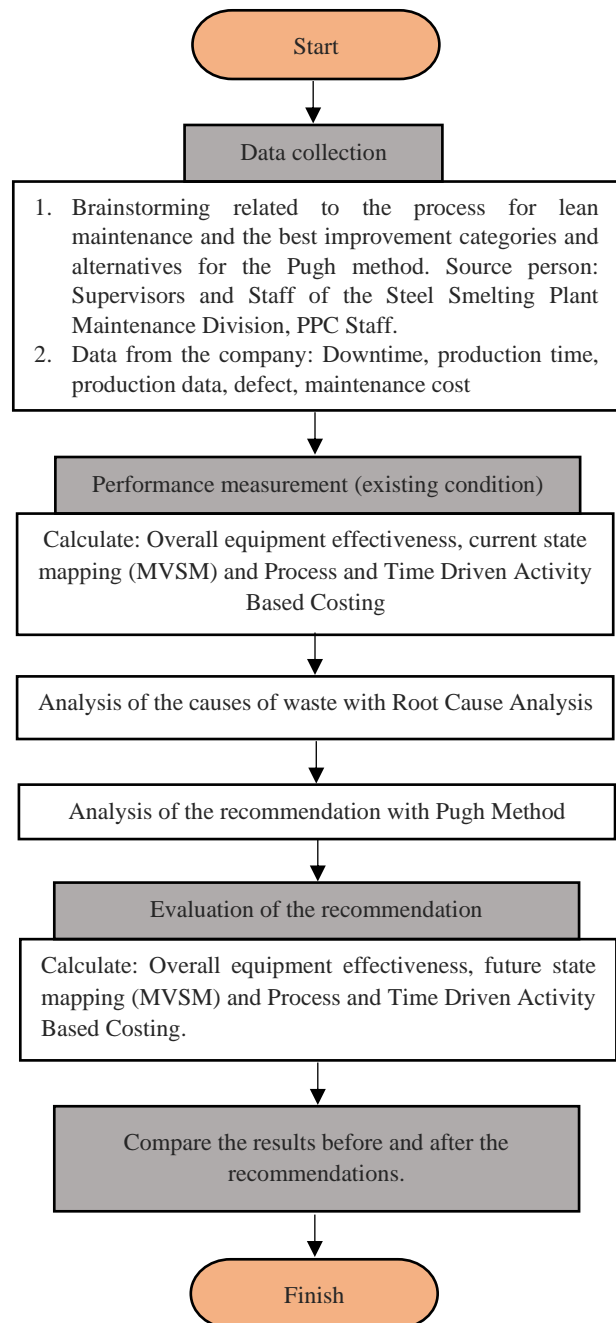 Start
Data collection
1. Brainstorming related to the process for lean
maintenance and the best improvement categories and
alternatives for the Pugh method. Source person:
Supervisors and Staff of the Steel Smelting Plant
Maintenance Division, PPC Staff.
2. Data from the company: Downtime, production time,
production data, defect, maintenance cost
Performance measurement (existing condition)
Calculate: Overall equipment effectiveness, current state
mapping (MVSM) and Process and Time Driven Activity
Based Costing
Analysis of the causes of waste with Root Cause Analysis
Analysis of the recommendation with Pugh Method
Evaluation of the recommendation
Calculate: Overall equipment effectiveness, future state
mapping (MVSM) and Process and Time Driven Activity
Based Costing.
Compare the results before and after the
recommendations.
Finish